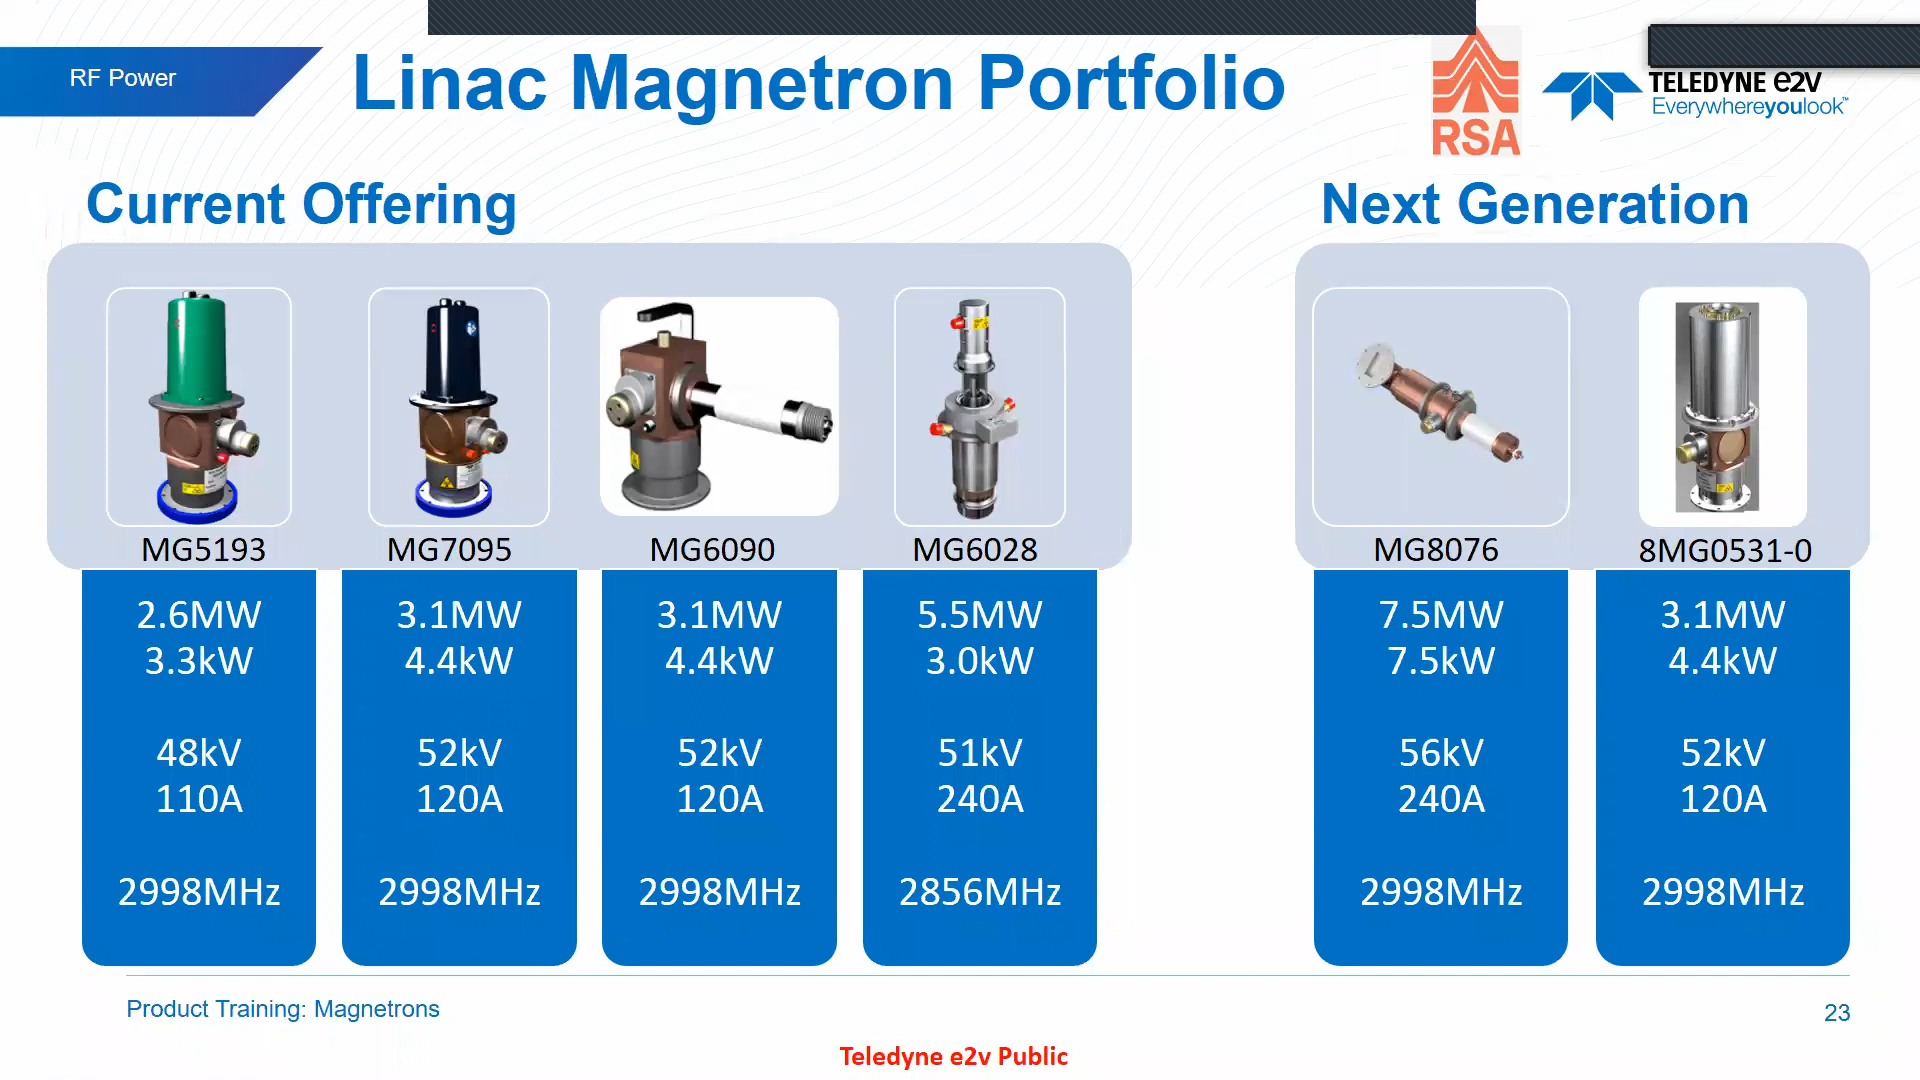 RF Power
Linac Magnetron Portfolio
RSA
TELEDYNE e2v
Everywhereyoulook™
Current Offering
Next Generation
MG5193
MG7095
MG6090
MG6028
MG8076
8MG0531-0
2.6MW
3.3kW
48kV
110A
2998MHz
3.1MW
4.4kW
52kV
120A
2998MHz
3.1MW
4.4kW
52kV
120A
2998MHz
5.5MW
3.0kW
51kV
240A
2856MHz
7.5MW
7.5kW
56kV
240A
2998MHz
3.1MW
4.4kW
52kV
120A
2998MHz
Product Training: Magnetrons
23
Teledyne e2v Public